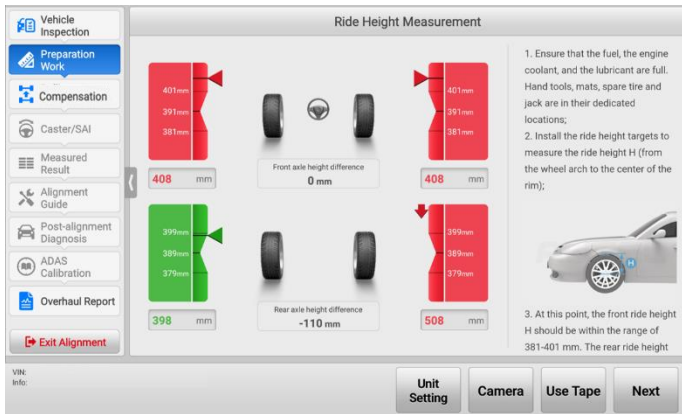 Vehicle
Inspection
Preparation
Work
Compensation
Caster/SAI
Measured
Result
Alignment
Guide
Post-alignment
Diagnosis
ADAS
Calibration
Overhaul Report
Exit Alignment
Ride Height Measurement
401mm
391mm
381mm
408 mm
Front axle height difference
0 mm
401mm
391mm
381mm
408 mm
399mm
389mm
379mm
398 mm
Rear axle height difference
-110 mm
399mm
389mm
379mm
508 mm
1. Ensure that the fuel, the engine
coolant, and the lubricant are full.
Hand tools, mats, spare tire and
jack are in their dedicated
locations;
2. Install the ride height targets to
measure the ride height H (from
the wheel arch to the center of the
rim);
H
3. At this point, the front ride height
H should be within the range of
381-401 mm. The rear ride height
VIN:
Info:
Unit
Setting
Camera
Use Tape
Next